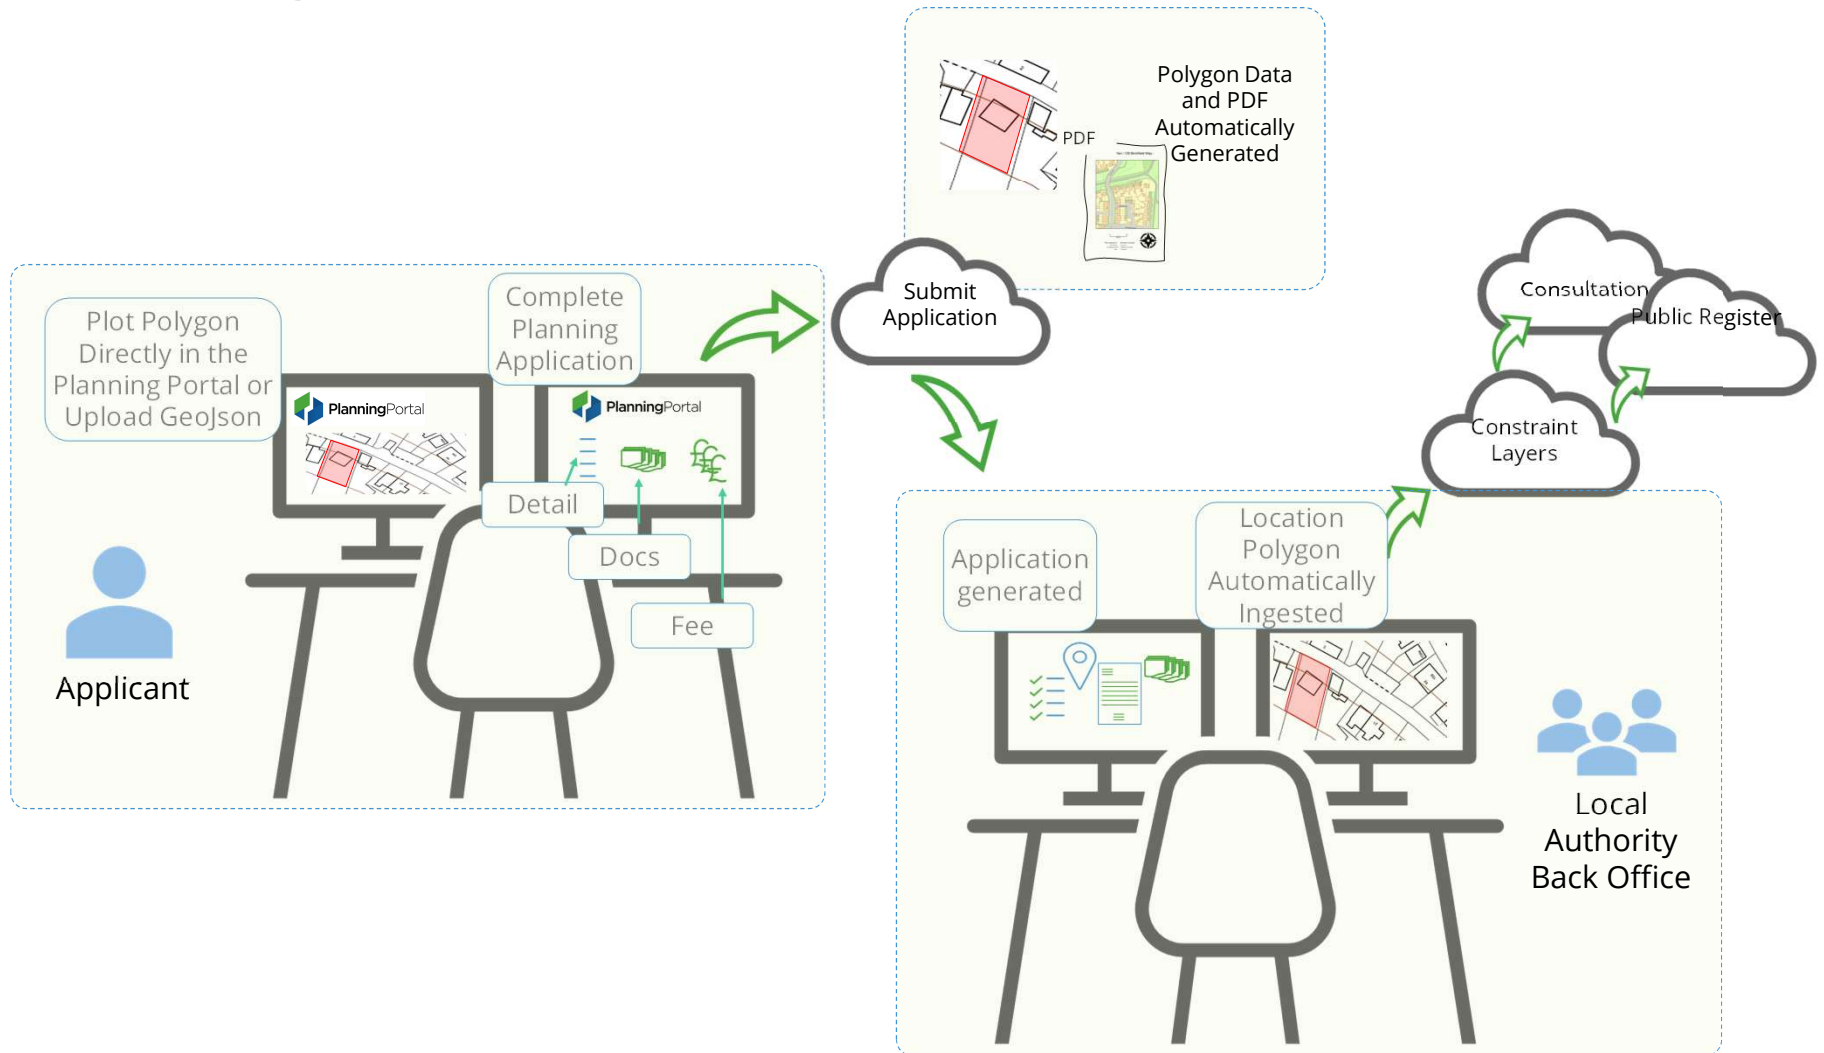 Polygon Data
and PDF
Automatically
Generated
PDF
Plot Polygon
Directly in the
Planning Portal or
Upload GeoJson
Complete
Planning
Application
PlanningPortal
PlanningPortal
£££
Detail
Docs
Fee
Applicant
Submit
Application
Consultation
Public Register
Constraint
Layers
Application
generated
Location
Polygon
Automatically
Ingested
Local
Authority
Back Office